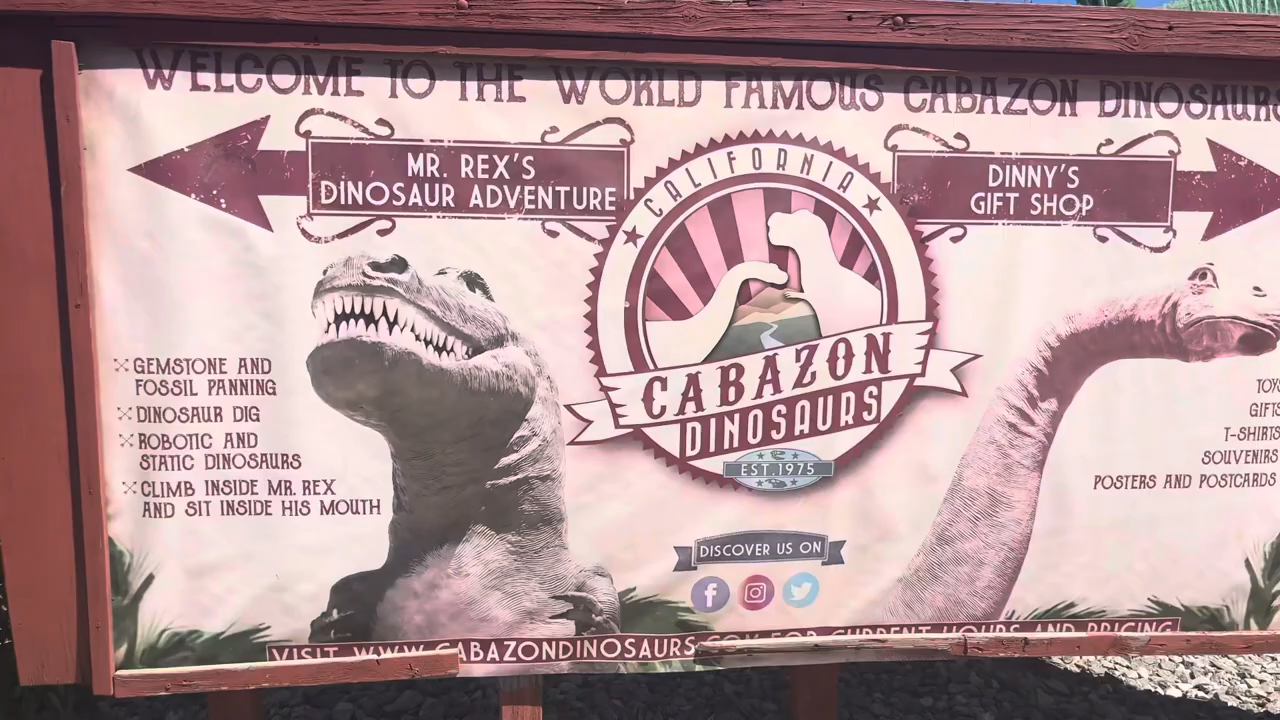 WELCOME TO THE WORLD FAMOUS CABAZON DINOSAURS
MR. REX'S
DINOSAUR ADVENTURE
DINNY'S
GIFT SHOP
CALIFORNIA
CABAZON
DINOSAURS
EST.1975
GEMSTONE AND
FOSSIL PANNING
DINOSAUR DIG
ROBOTIC AND
STATIC DINOSAURS
CLIMB INSIDE MR. REX
AND SIT INSIDE HIS MOUTH
TOYS
GIFTS
T-SHIRTS
SOUVENIRS
POSTERS AND POSTCARDS
DISCOVER US ON
VISIT WWW.CABAZONDINOSAURS.COM FOR CURRENT HOURS AND PRICING